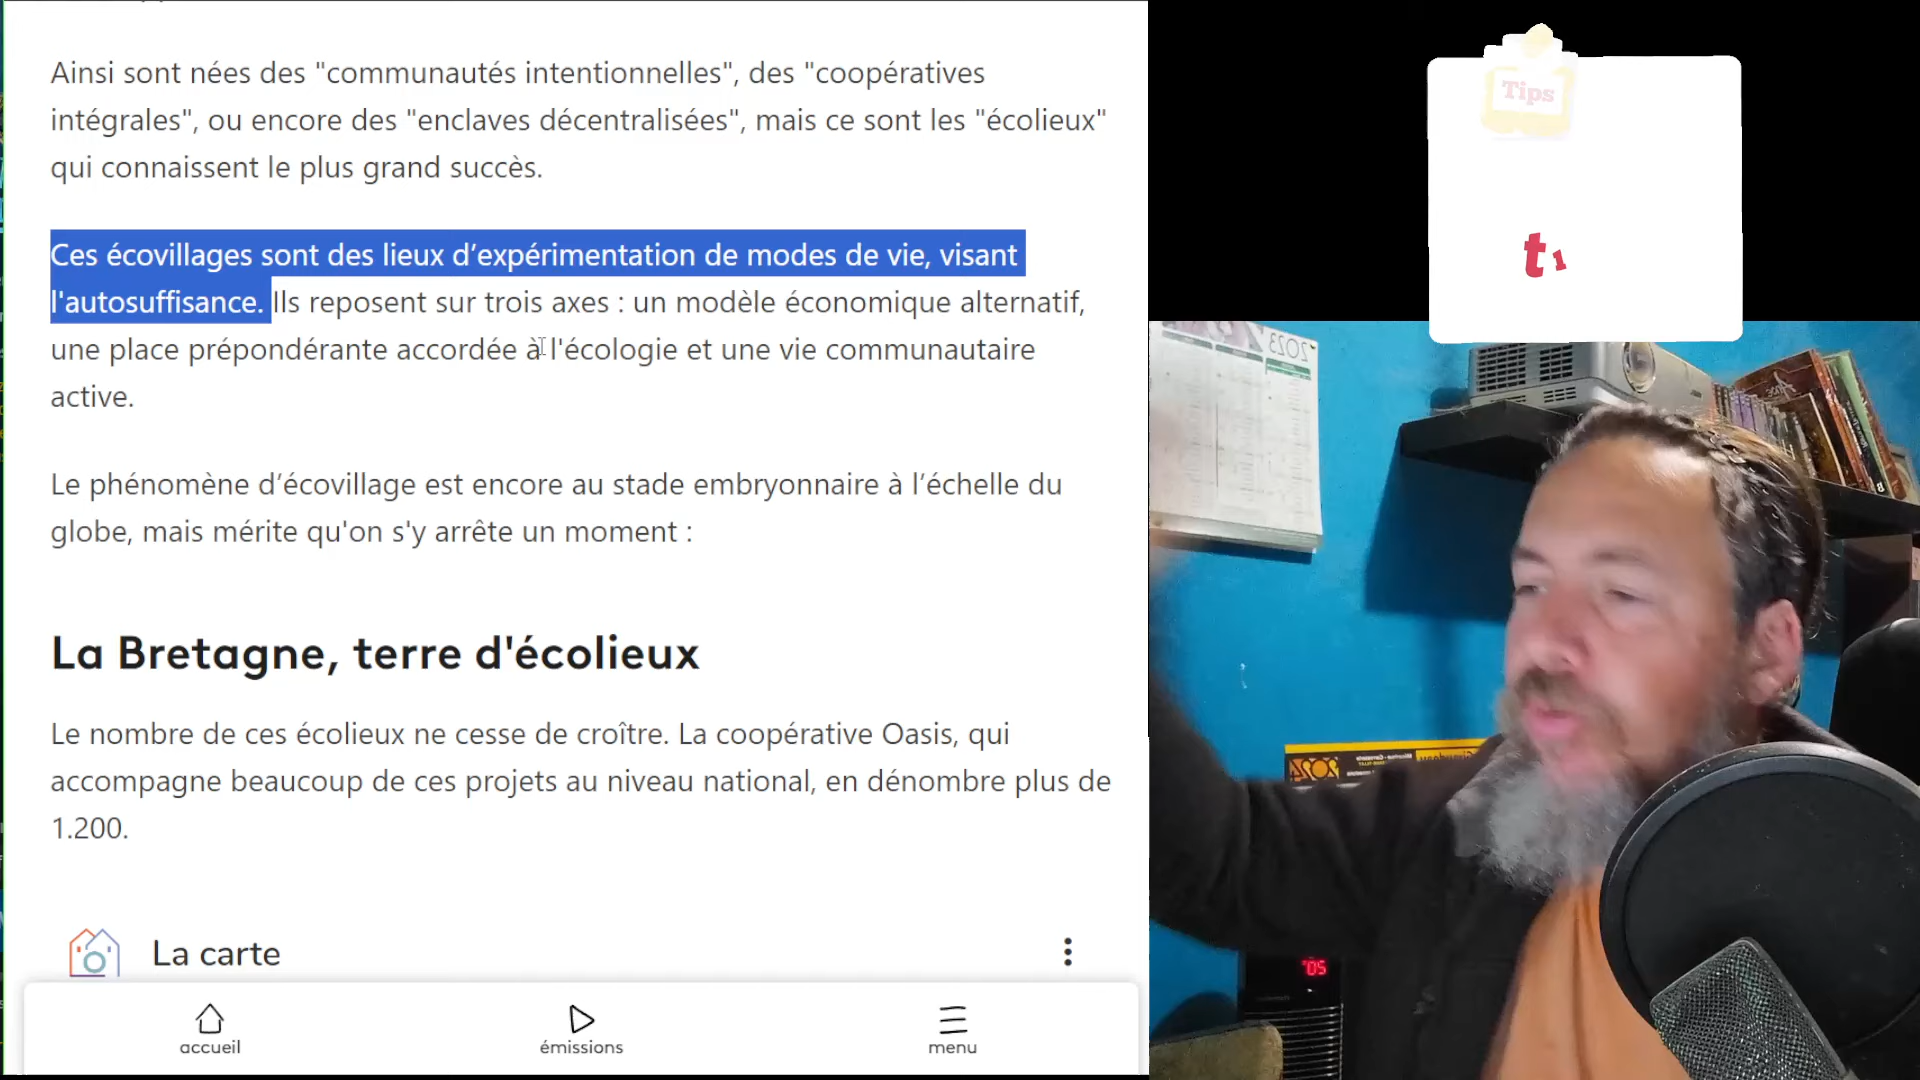 Ainsi sont nées des "communautés intentionnelles", des "coopératives
intégrales", ou encore des "enclaves décentralisées", mais ce sont les "écolieux"
qui connaissent le plus grand succès.
Ces écovillages sont des lieux d’expérimentation de modes de vie, visant
l'autosuffisance. Ils reposent sur trois axes : un modèle économique alternatif,
une place prépondérante accordée à l'écologie et une vie communautaire
active.
Le phénomène d’écovillage est encore au stade embryonnaire à l’échelle du
globe, mais mérite qu'on s'y arrête un moment :
La Bretagne, terre d'écolieux
Le nombre de ces écolieux ne cesse de croître. La coopérative Oasis, qui
accompagne beaucoup de ces projets au niveau national, en dénombre plus de
1.200.
La carte
accueil
émissions
menu
Tips
t1
2023
2024
05